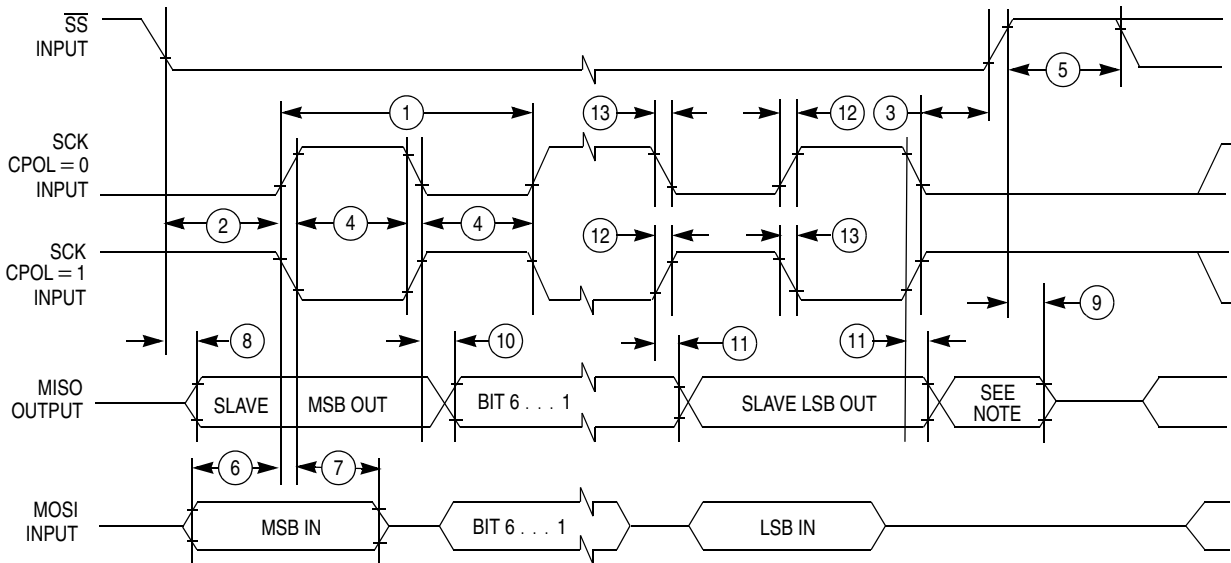 SS
INPUT
5
1
13
12
3
SCK
CPOL = 0
INPUT
2
4
4
12
13
SCK
CPOL = 1
INPUT
9
8
10
11
11
MISO
OUTPUT
SLAVE MSB OUT
BIT 6 . . . 1
SLAVE LSB OUT
SEE
NOTE
6
7
MOSI
INPUT
MSB IN
BIT 6 . . . 1
LSB IN